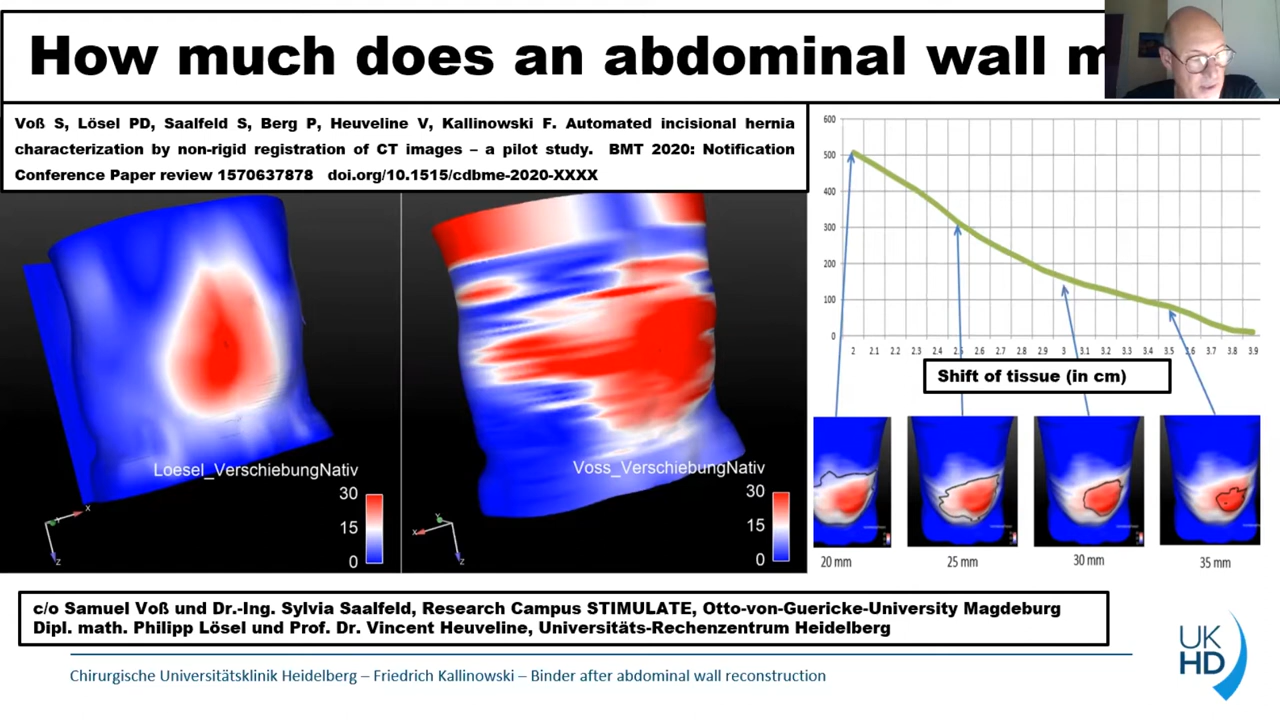 How much does an abdominal wall m
Voß S, Lösel PD, Saalfeld S, Berg P, Heuveline V, Kallinowski F. Automated incisional hernia
characterization by non-rigid registration of CT images – a pilot study. BMT 2020: Notification
Conference Paper review 1570637878 doi.org/10.1515/cdbme-2020-XXXX
Loesel_VerschiebungNativ
30
15
0
X
Z
Voss_VerschiebungNativ
30
15
0
X
Y
Z
600
500
400
300
200
100
0
2 2.1 2.2 2.3 2.4 2.5 2.6 2.7 2.8 2.9 3 3.1 3.2 3.3 3.4 3.5 3.6 3.7 3.8 3.9
Shift of tissue (in cm)
20 mm 25 mm 30 mm 35 mm
c/o Samuel Voß und Dr.-Ing. Sylvia Saalfeld, Research Campus STIMULATE, Otto-von-Guericke-University Magdeburg
Dipl. math. Philipp Lösel und Prof. Dr. Vincent Heuveline, Universitäts-Rechenzentrum Heidelberg
Chirurgische Universitätsklinik Heidelberg – Friedrich Kallinowski – Binder after abdominal wall reconstruction
UK
HD